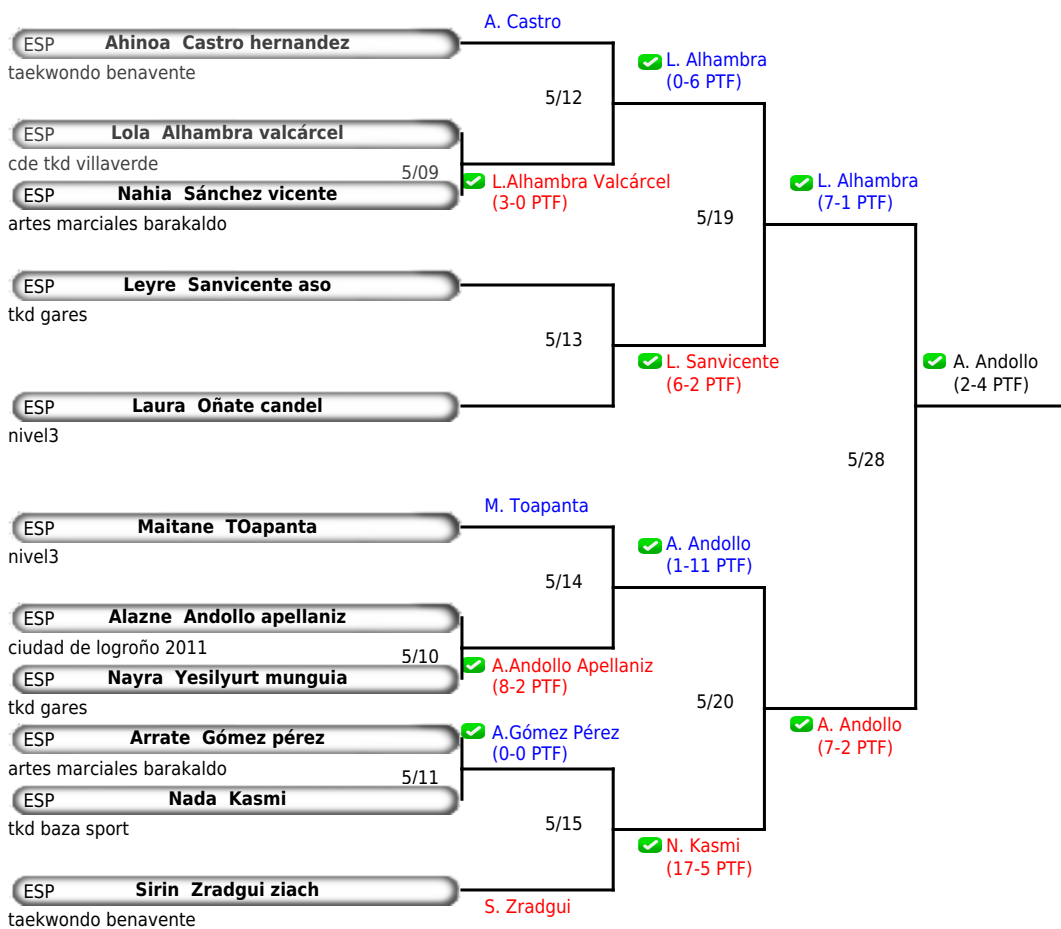 A. Castro
ESP Ahinoa Castro hernandez
taekwondo benavente
L. Alhambra
(0-6 PTF)
5/12
ESP Lola Alhambra valcárcel
cde tkd villaverde
5/09
L.Alhambra Valcárcel
(3-0 PTF)
ESP Nahia Sánchez vicente
artes marciales barakaldo
L. Alhambra
(7-1 PTF)
5/19
ESP Leyre Sanvicente aso
tkd gares
5/13
L. Sanvicente
(6-2 PTF)
A. Andollo
(2-4 PTF)
ESP Laura Oñate candel
nivel3
5/28
M. Toapanta
ESP Maitane TOapanta
nivel3
A. Andollo
(1-11 PTF)
5/14
ESP Alazne Andollo apellaniz
ciudad de logroño 2011
5/10
A.Andollo Apellaniz
(8-2 PTF)
ESP Nayra Yesilyurt munguia
tkd gares
5/20
A. Andollo
(7-2 PTF)
A.Gómez Pérez
(0-0 PTF)
ESP Arrate Gómez pérez
artes marciales barakaldo
5/11
ESP Nada Kasmi
tkd baza sport
5/15
N. Kasmi
(17-5 PTF)
ESP Sirin Zradgui ziach
taekwondo benavente
S. Zradgui